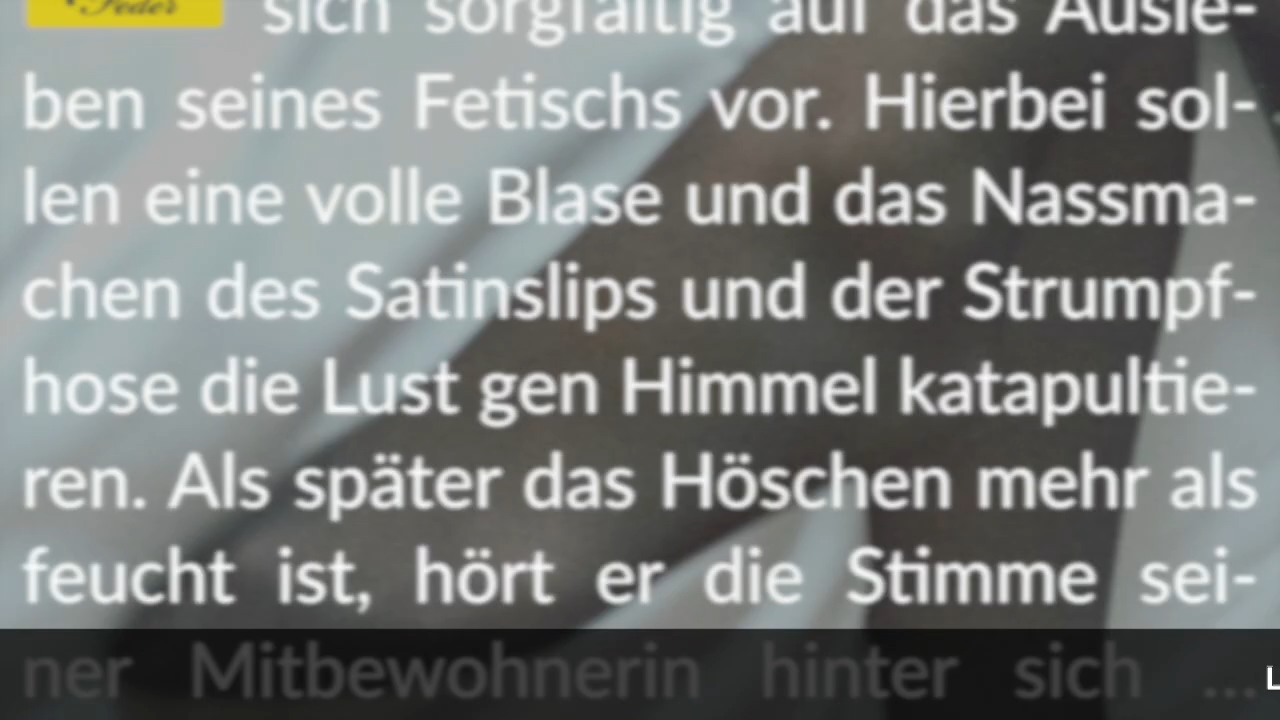 Feder
sich sorgfältig auf das Ausle-
ben seines Fetischs vor. Hierbei sol-
len eine volle Blase und das Nassma-
chen des Satinslips und der Strumpf-
hose die Lust gen Himmel katapultie-
ren. Als später das Höschen mehr als
feucht ist, hört er die Stimme sei-
ner Mitbewohnerin hinter sich ...